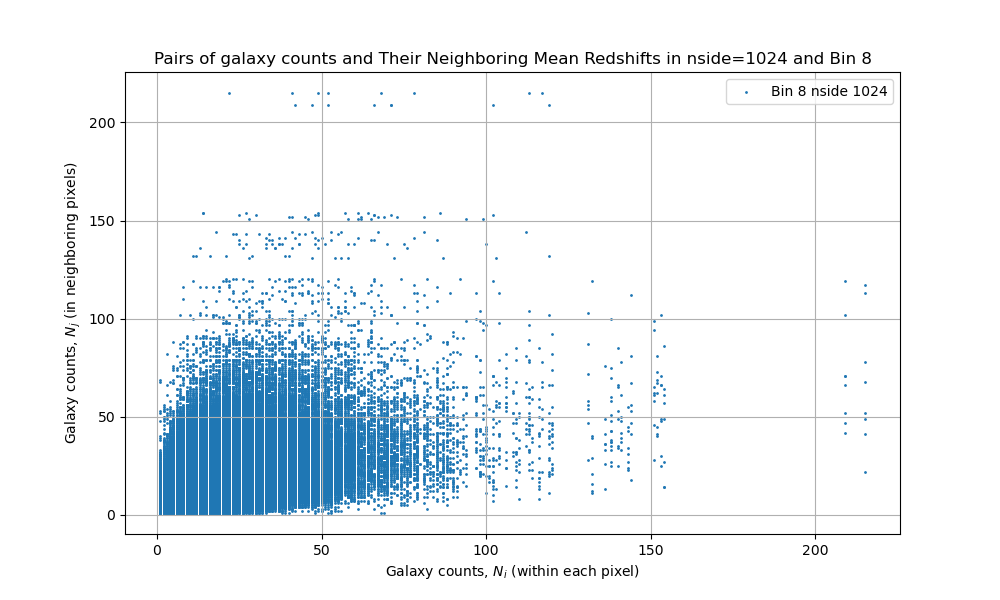 Pairs of galaxy counts and Their Neighboring Mean Redshifts in nside=1024 and Bin 8
Bin 8 nside 1024
200
150
100
50
0
Galaxy counts, N_j (in neighboring pixels)
0 50 100 150 200
Galaxy counts, N_i (within each pixel)